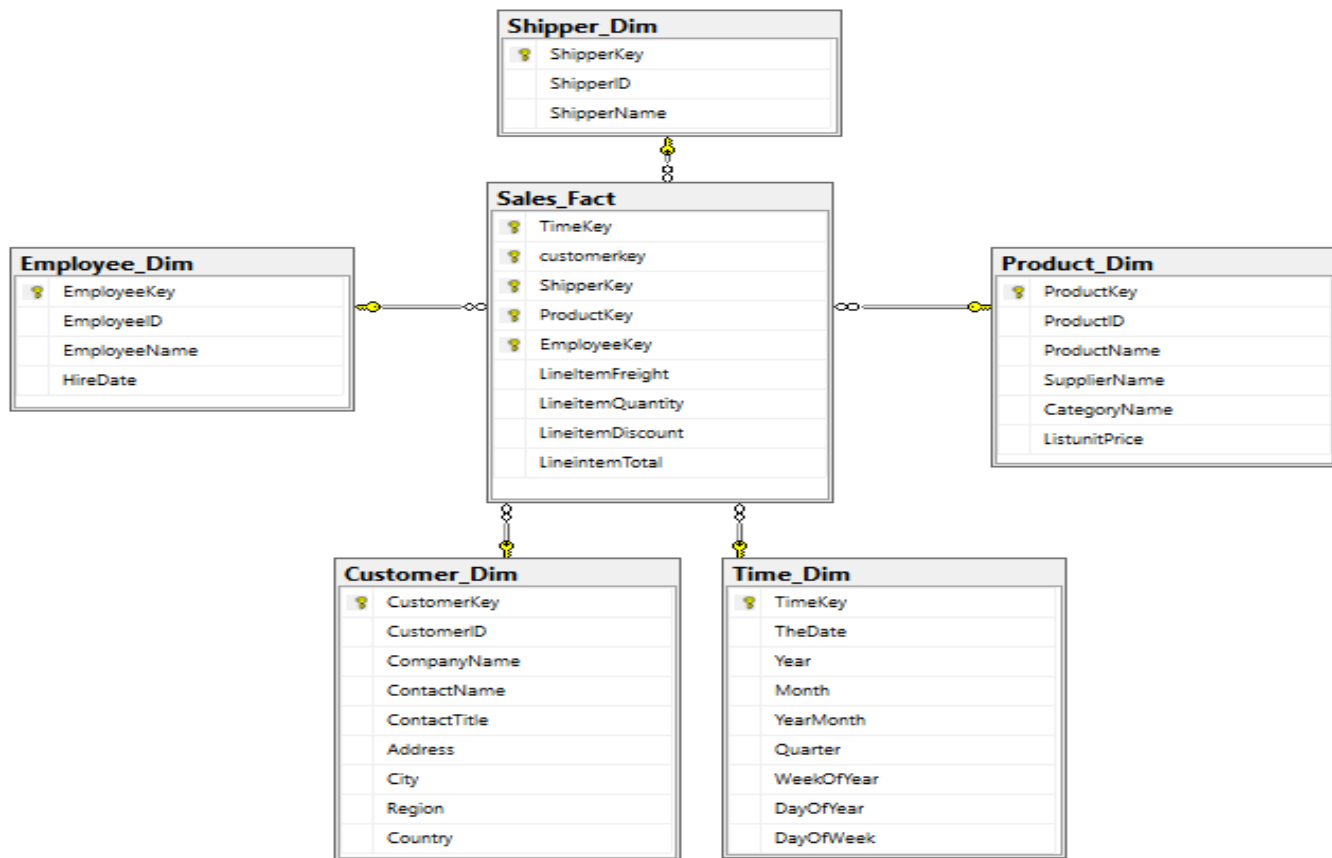 Shipper_Dim
ShipperKey
ShipperID
ShipperName
Sales_Fact
TimeKey
customerkey
ShipperKey
ProductKey
EmployeeKey
LineItemFreight
LineitemQuantity
LineitemDiscount
LineintemTotal
Employee_Dim
EmployeeKey
EmployeeID
EmployeeName
HireDate
Product_Dim
ProductKey
ProductID
ProductName
SupplierName
CategoryName
ListunitPrice
Customer_Dim
CustomerKey
CustomerID
CompanyName
ContactName
ContactTitle
Address
City
Region
Country
Time_Dim
TimeKey
TheDate
Year
Month
YearMonth
Quarter
WeekOfYear
DayOfYear
DayOfWeek